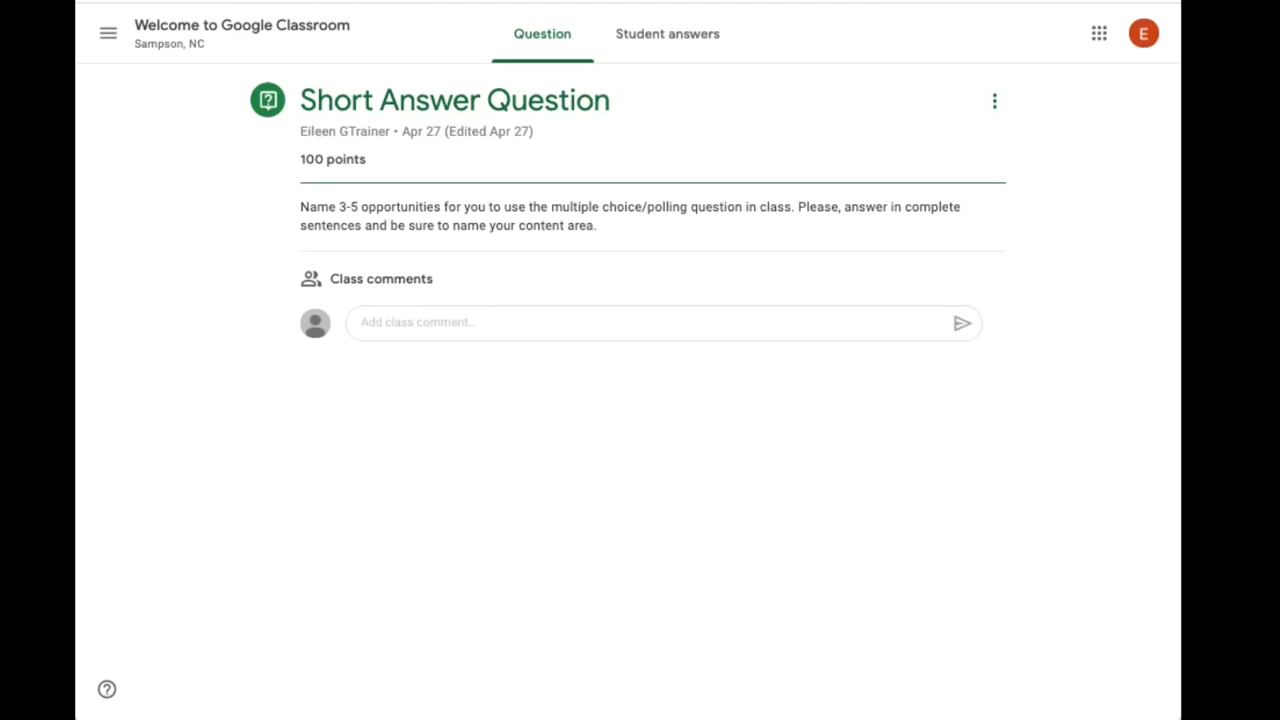 Welcome to Google Classroom
Sampson, NC
Question
Student answers
E
Short Answer Question
Eileen GTrainer • Apr 27 (Edited Apr 27)
100 points
Name 3-5 opportunities for you to use the multiple choice/polling question in class. Please, answer in complete
sentences and be sure to name your content area.
Class comments
Add class comment...